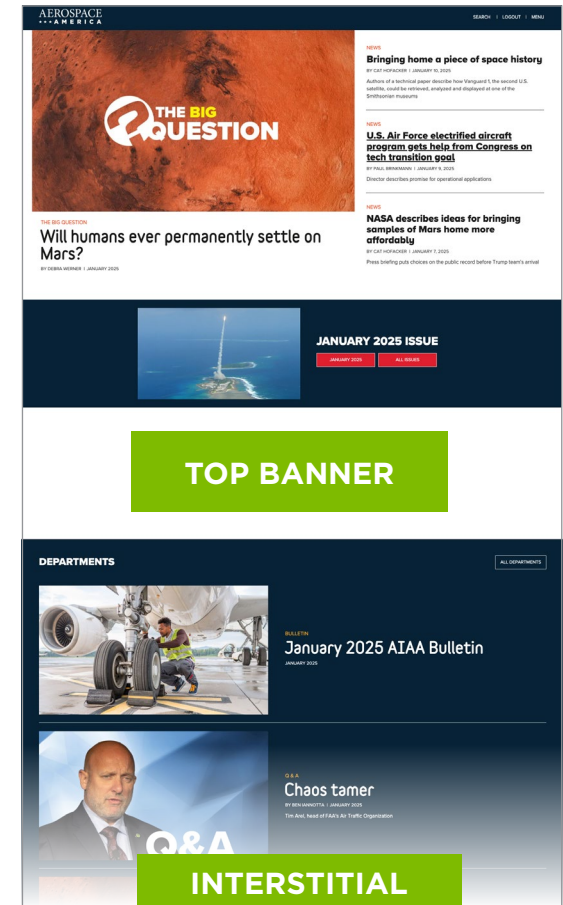 AEROSPACE
AMERICA
SEARCH | LOGOUT | MENU
THE BIG
QUESTION
THE BIG QUESTION
Will humans ever permanently settle on
Mars?
BY DEBRA WERNER | JANUARY 2025
NEWS
Bringing home a piece of space history
BY CAT HOFACKER | JANUARY 10, 2025
Authors of a technical paper describe how Vanguard 1, the second U.S.
satellite, could be retrieved, analyzed and displayed at one of the
Smithsonian museums
NEWS
U.S. Air Force electrified aircraft
program gets help from Congress on
tech transition goal
BY PAUL BRINKMANN | JANUARY 9, 2025
Director describes promise for operational applications
NEWS
NASA describes ideas for bringing
samples of Mars home more
affordably
BY CAT HOFACKER | JANUARY 7, 2025
Press briefing puts choices on the public record before Trump team's arrival
JANUARY 2025 ISSUE
JANUARY 2025
ALL ISSUES
TOP BANNER
DEPARTMENTS
ALL DEPARTMENTS
BULLETIN
January 2025 AIAA Bulletin
JANUARY 2025
Q&A
Q & A
Chaos tamer
BY BEN IANNOTTA | JANUARY 2025
Tim Arel, head of FAA's Air Traffic Organization
INTERSTITIAL